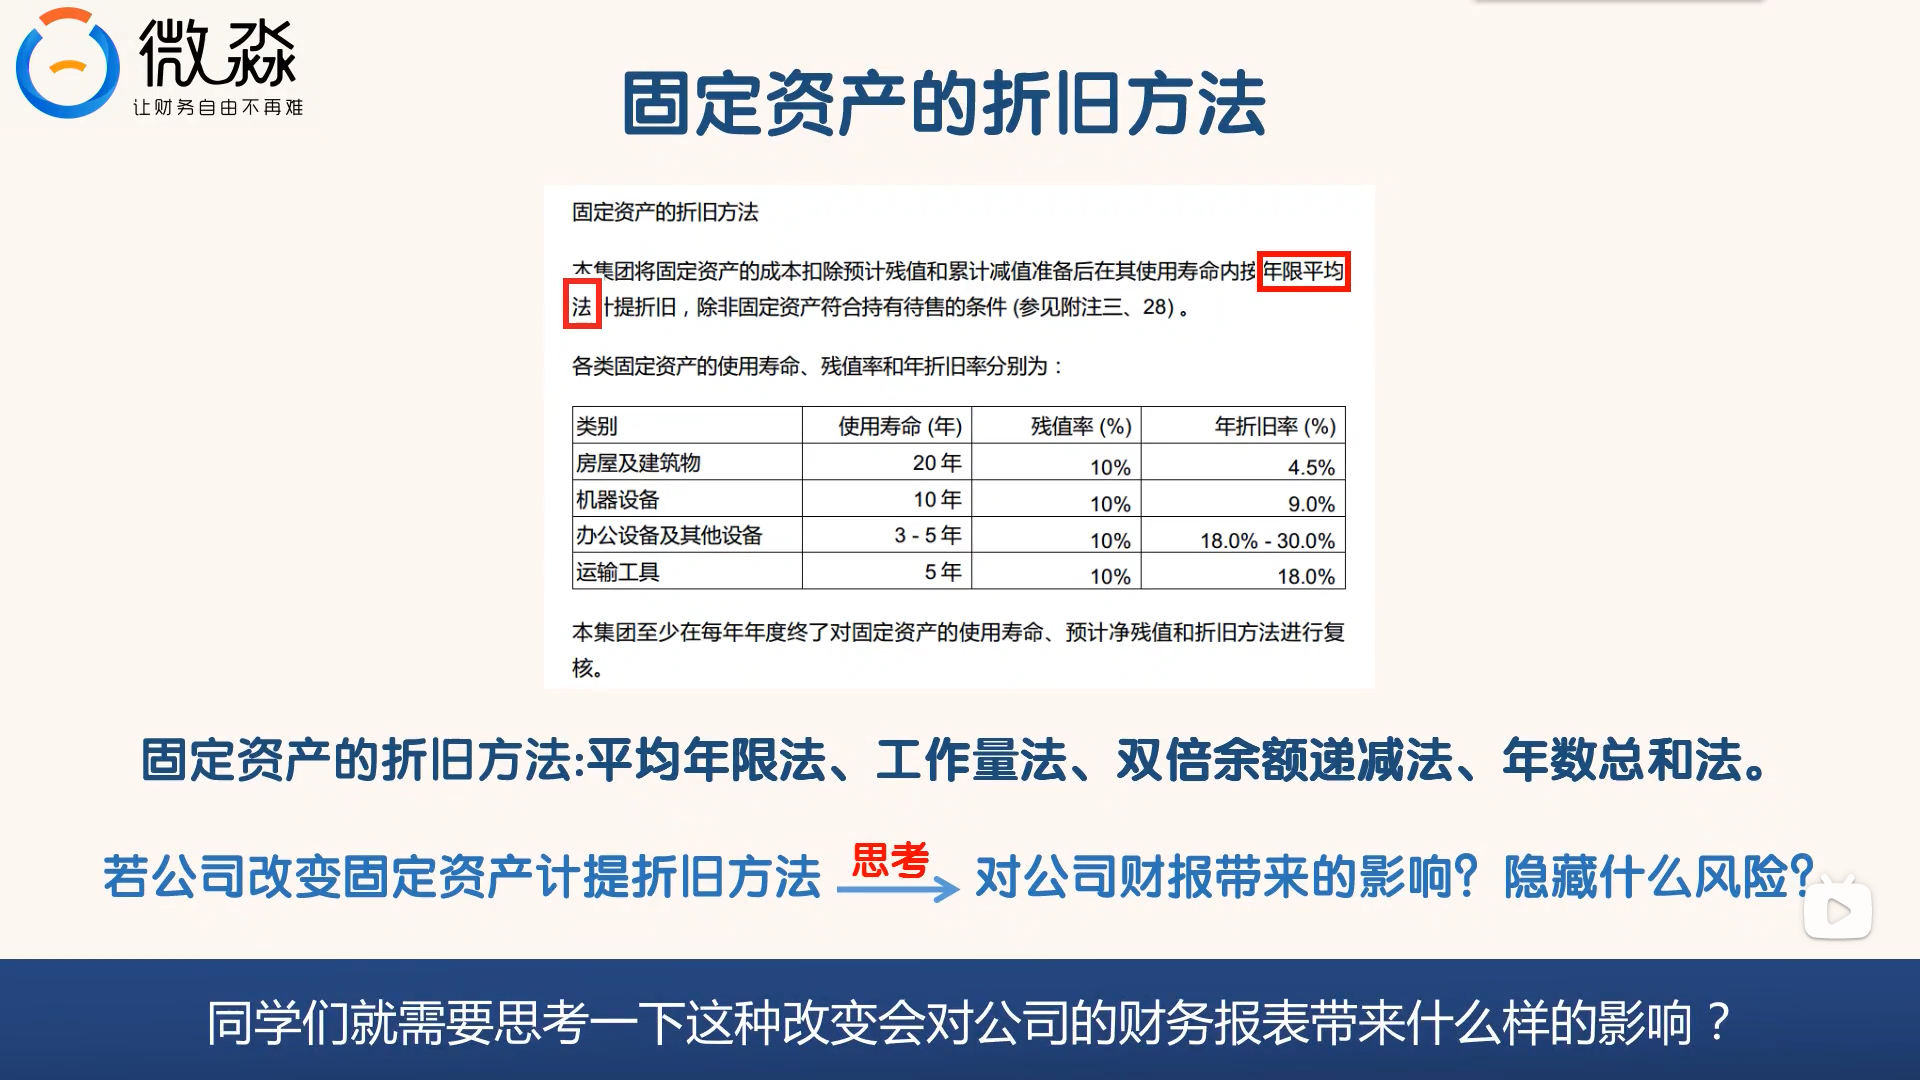 微淼
让财务自由不再难
固定资产的折旧方法
固定资产的折旧方法
本集团将固定资产的成本扣除预计残值和累计减值准备后在其使用寿命内按年限平均
法计提折旧，除非固定资产符合持有待售的条件 (参见附注三、28) 。
各类固定资产的使用寿命、残值率和年折旧率分别为：
类别 使用寿命 (年) 残值率 (%) 年折旧率 (%)
房屋及建筑物 20 年 10% 4.5%
机器设备 10 年 10% 9.0%
办公设备及其他设备 3 - 5 年 10% 18.0% - 30.0%
运输工具 5 年 10% 18.0%
本集团至少在每年年度终了对固定资产的使用寿命、预计净残值和折旧方法进行复
核。
固定资产的折旧方法:平均年限法、工作量法、双倍余额递减法、年数总和法。
若公司改变固定资产计提折旧方法 思考 对公司财报带来的影响？隐藏什么风险？
同学们就需要思考一下这种改变会对公司的财务报表带来什么样的影响？